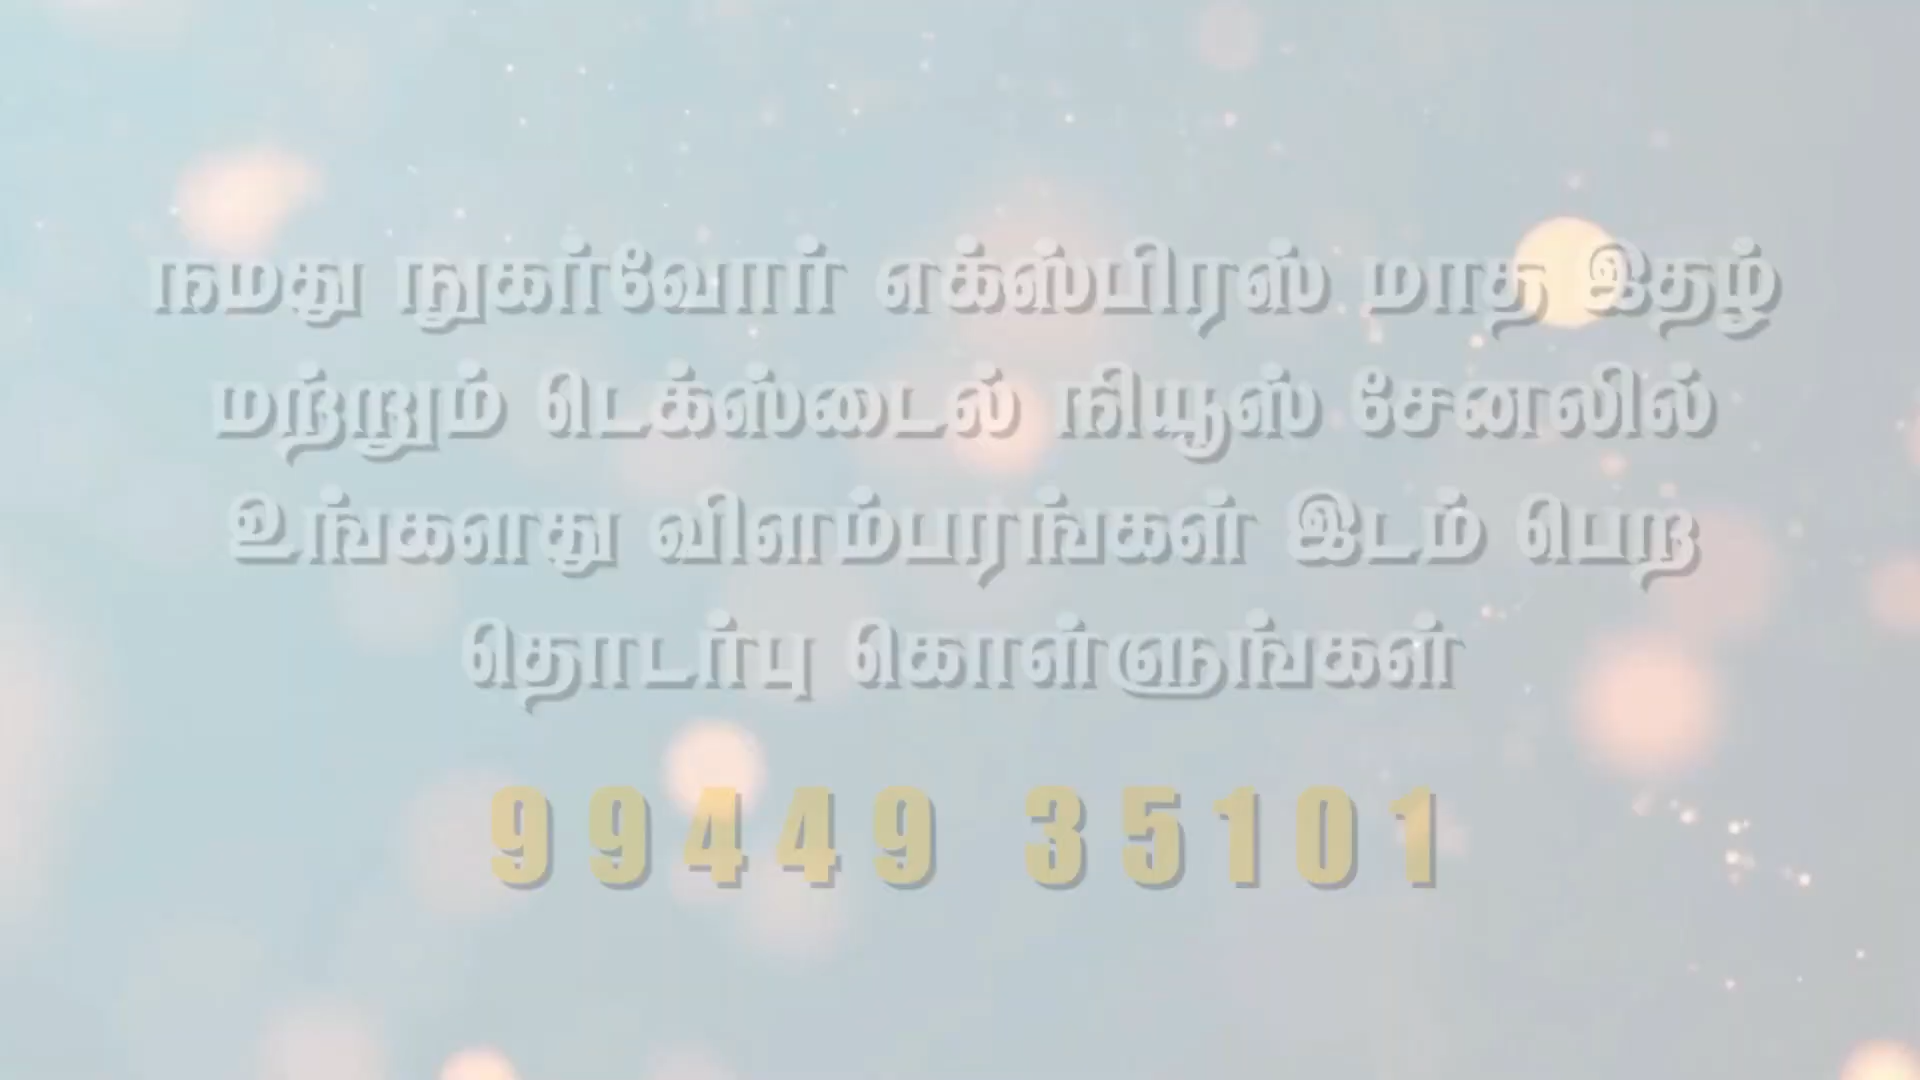 நமது நுகர்வோர் எக்ஸ்பிரஸ் மாத இதழ்
மற்றும் டெக்ஸ்டைல் நியூஸ் சேனலில்
உங்களது விளம்பரங்கள் இடம் பெற
தொடர்பு கொள்ளுங்கள்
99449 35101